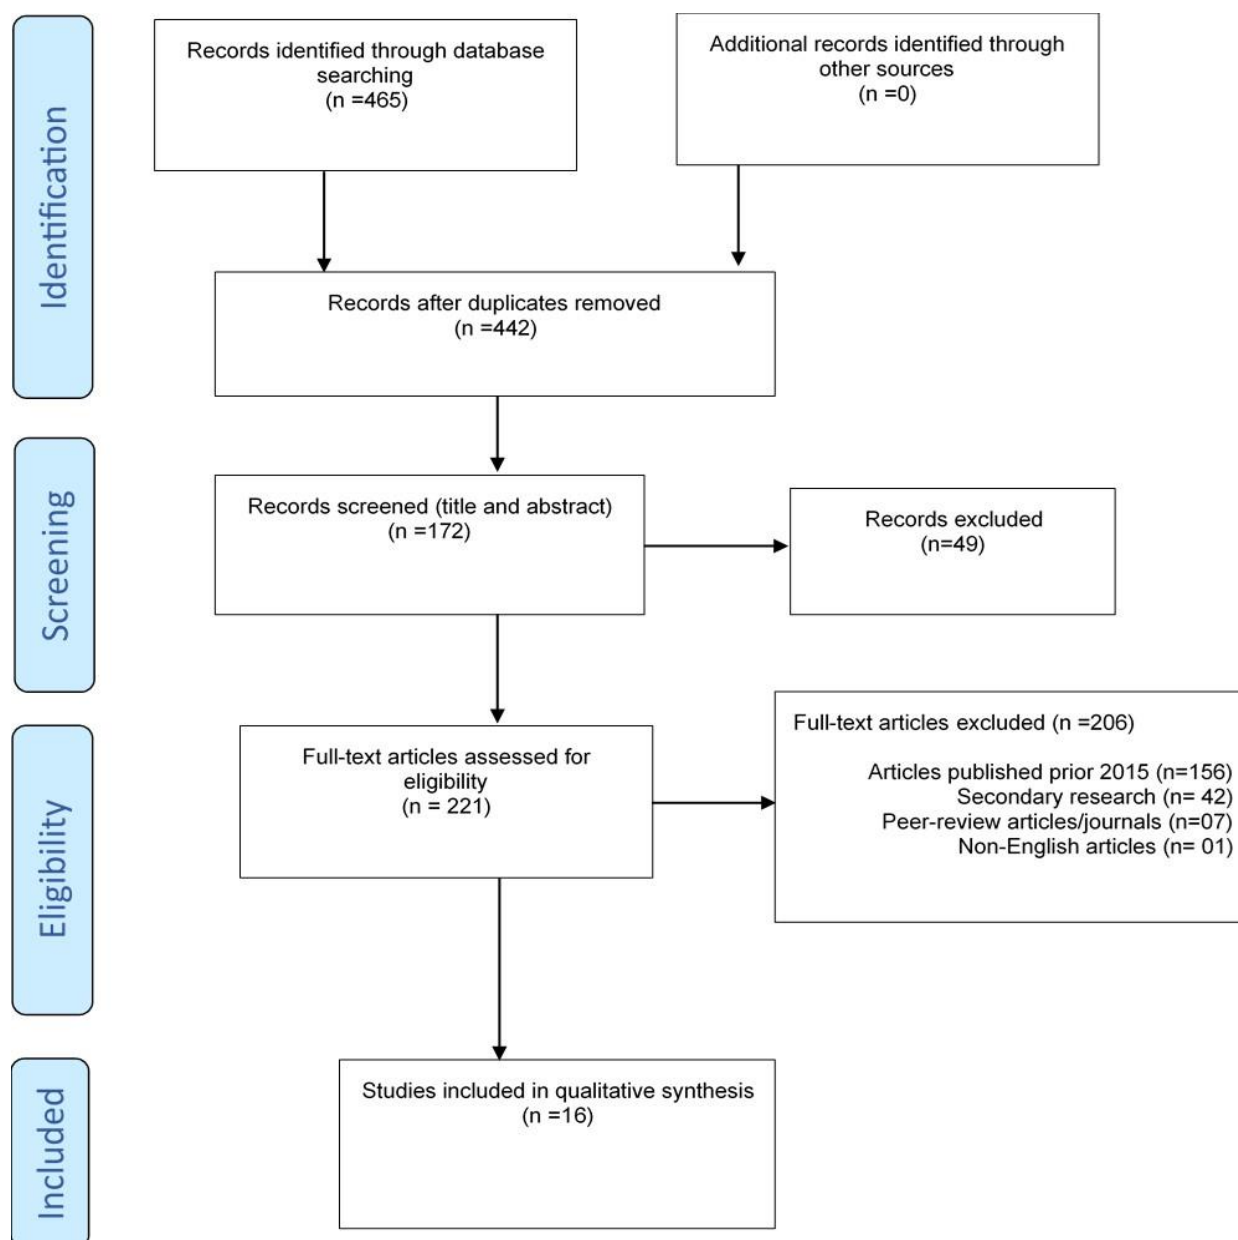 Identification
Records identified through database
searching
(n =465)
Additional records identified through
other sources
(n =0)
Records after duplicates removed
(n =442)
Screening
Records screened (title and abstract)
(n =172)
Records excluded
(n=49)
Eligibility
Full-text articles assessed for
eligibility
(n = 221)
Full-text articles excluded (n =206)
Articles published prior 2015 (n=156)
Secondary research (n= 42)
Peer-review articles/journals (n=07)
Non-English articles (n= 01)
Included
Studies included in qualitative synthesis
(n =16)